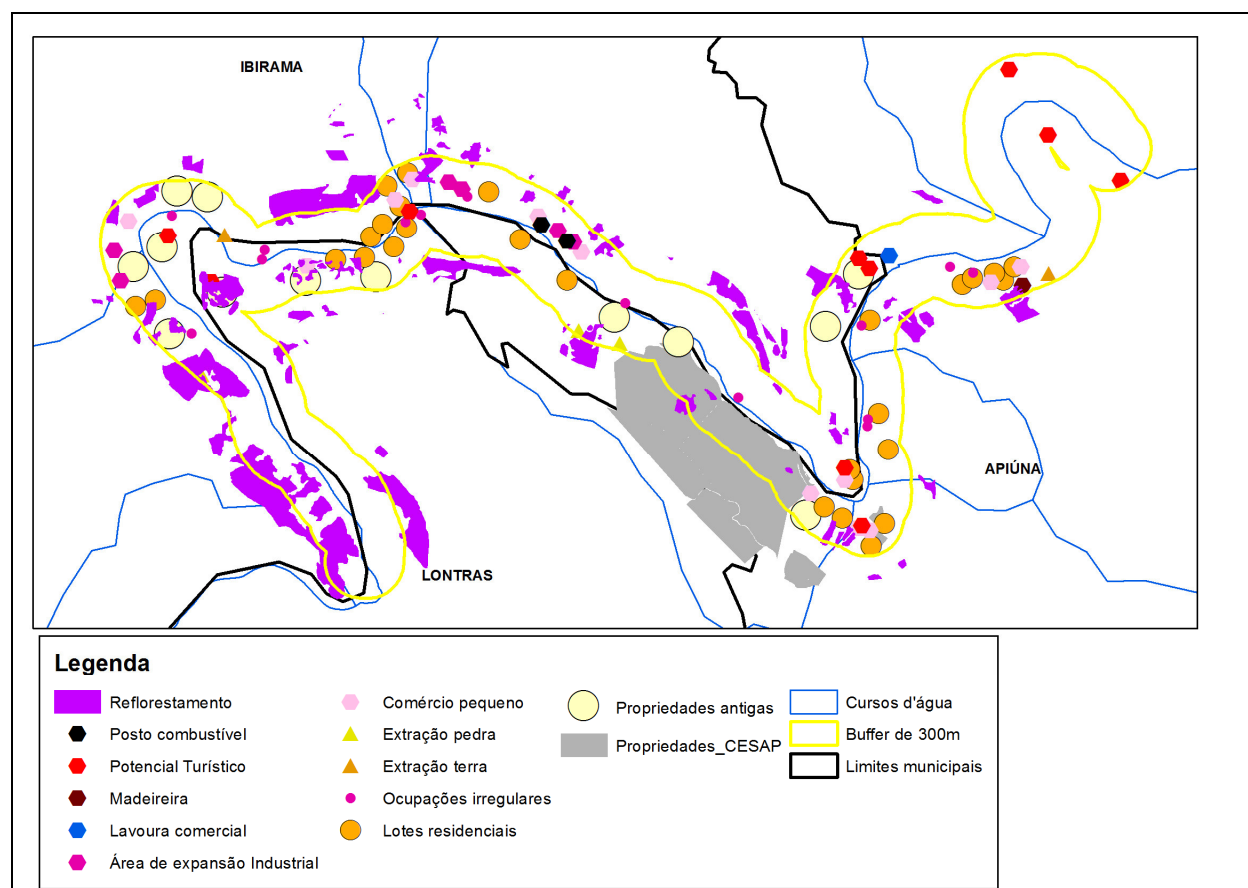 IBIRAMA
APIÚNA
LONTRAS
Legenda
Reflorestamento
Posto combustível
Potencial Turístico
Madeireira
Lavoura comercial
Área de expansão Industrial
Comércio pequeno
Extração pedra
Extração terra
Ocupações irregulares
Lotes residenciais
Propriedades antigas
Propriedades_CESAP
Cursos d'água
Buffer de 300m
Limites municipais